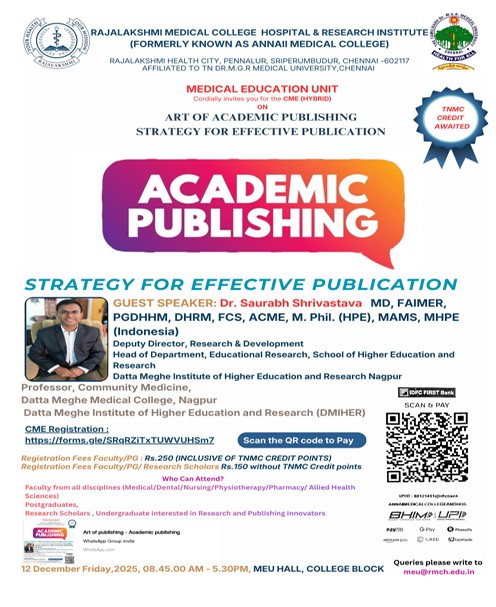 RAJALAKSHMI MEDICAL COLLEGE HOSPITAL & RESEARCH INSTITUTE
(FORMERLY KNOWN AS ANNAII MEDICAL COLLEGE)
RAJALAKSHMI HEALTH CITY, PENNALUR, SRIPERUMBUDUR, CHENNAI -602117
AFFILIATED TO TN DR.M.G.R MEDICAL UNIVERSITY,CHENNAI
MEDICAL EDUCATION UNIT
Cordially invites you for the CME (HYBRID)
ON
ART OF ACADEMIC PUBLISHING
STRATEGY FOR EFFECTIVE PUBLICATION
TNMC
CREDIT
AWAITED
ACADEMIC
PUBLISHING
STRATEGY FOR EFFECTIVE PUBLICATION
GUEST SPEAKER: Dr. Saurabh Shrivastava MD, FAIMER,
PGDHHM, DHRM, FCS, ACME, M. Phil. (HPE), MAMS, MHPE
(Indonesia)
Deputy Director, Research & Development
Head of Department, Educational Research, School of Higher Education and
Research
Datta Meghe Institute of Higher Education and Research Nagpur
Professor, Community Medicine,
Datta Meghe Medical College, Nagpur
Datta Meghe Institute of Higher Education and Research (DMIHER)
IDFC FIRST Bank
SCAN & PAY
CME Registration :
https://forms.gle/SRqRZiTxTUWVUHSm7
Scan the QR code to Pay
Registration Fees Faculty/PG : Rs.250 (INCLUSIVE OF TNMC CREDIT POINTS)
Registration Fees Faculty/PG/ Research Scholars Rs.150 without TNMC Credit points
Who Can Attend?
Faculty from all disciplines (Medical/Dental/Nursing/Physiotherapy/Pharmacy/ Allied Health
Sciences)
Postgraduates,
Research Scholars , Undergraduate interested in Research and Publishing Innovators
BHIM UPI
G Pay
PhonePe
CRED
Art of publishing - Academic publishing
WhatsApp Group Invite
WhatsApp.com
12 December Friday,2025, 08.45.00 AM - 5.30PM, MEU HALL, COLLEGE BLOCK
Queries please write to
meu@rmch.edu.in